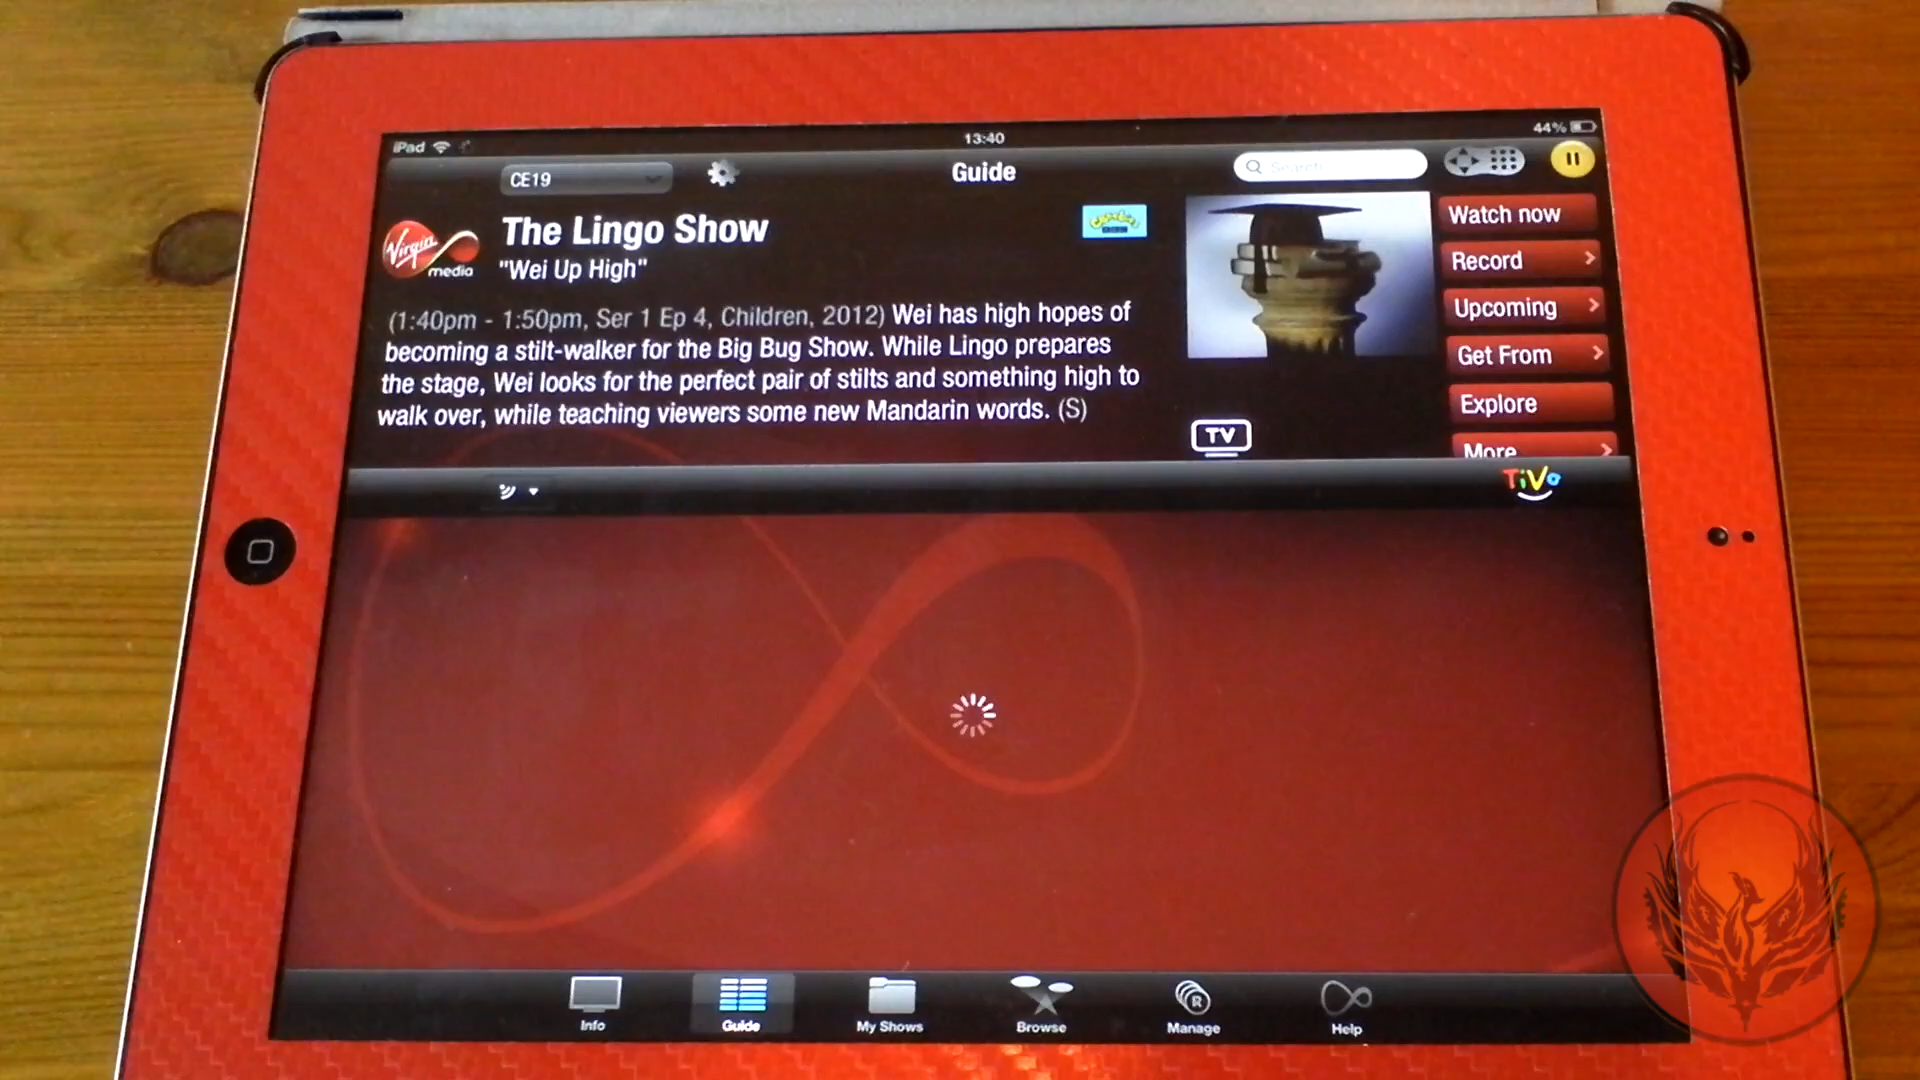 iPad
13:40
44%
CE19
Guide
Search
Virgin
media
The Lingo Show
"Wei Up High"
(1:40pm - 1:50pm, Ser 1 Ep 4, Children, 2012) Wei has high hopes of
becoming a stilt-walker for the Big Bug Show. While Lingo prepares
the stage, Wei looks for the perfect pair of stilts and something high to
walk over, while teaching viewers some new Mandarin words. (S)
TV
Watch now
Record
Upcoming
Get From
Explore
More
TiVo
Info
Guide
My Shows
Browse
R
Manage
Help